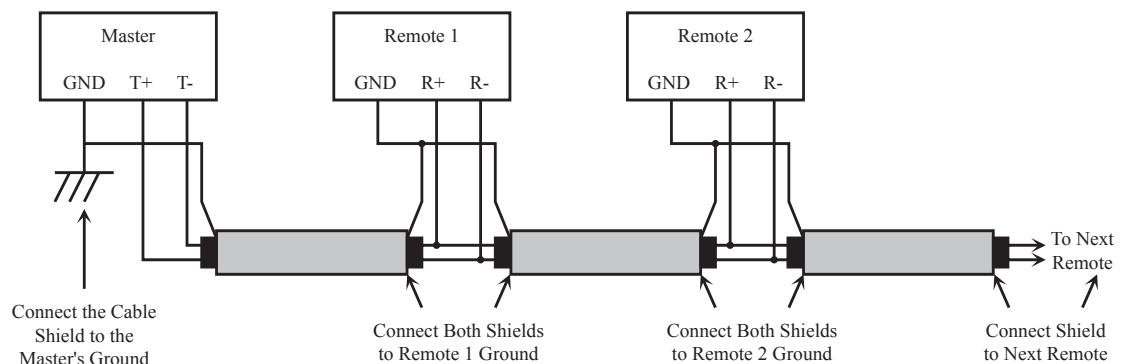 Master
GND T+ T-
Remote 1
GND R+ R-
Remote 2
GND R+ R-
To Next
Remote
Connect the Cable
Shield to the
Master's Ground
Connect Both Shields
to Remote 1 Ground
Connect Both Shields
to Remote 2 Ground
Connect Shield
to Next Remote